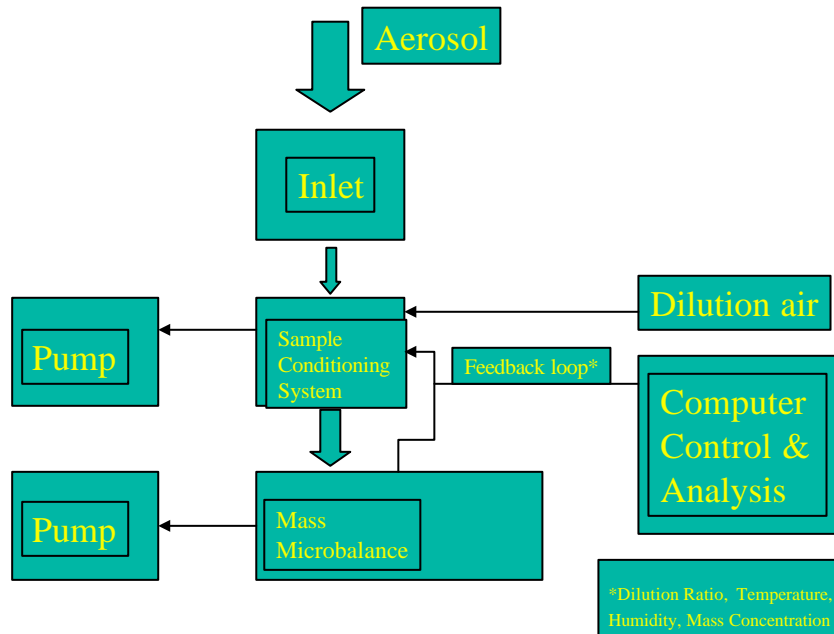 Aerosol
Inlet
Dilution air
Pump
Sample
Conditioning
System
Feedback loop*
Computer
Control &
Analysis
Pump
Mass
Microbalance
*Dilution Ratio, Temperature,
Humidity, Mass Concentration